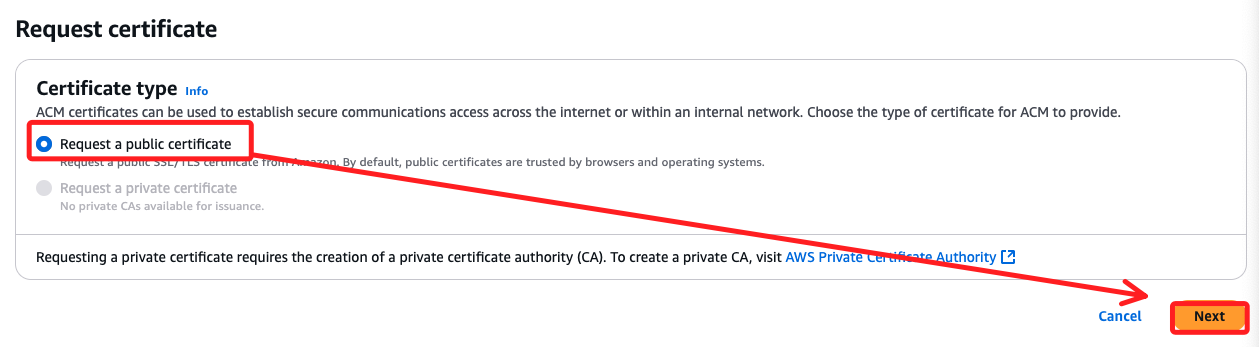 Request certificate
Certificate type Info
ACM certificates can be used to establish secure communications access across the internet or within an internal network. Choose the type of certificate for ACM to provide.
Request a public certificate
Request a public SSL/TLS certificate from Amazon. By default, public certificates are trusted by browsers and operating systems.
Request a private certificate
No private CAs available for issuance.
Requesting a private certificate requires the creation of a private certificate authority (CA). To create a private CA, visit AWS Private Certificate Authority
Cancel Next